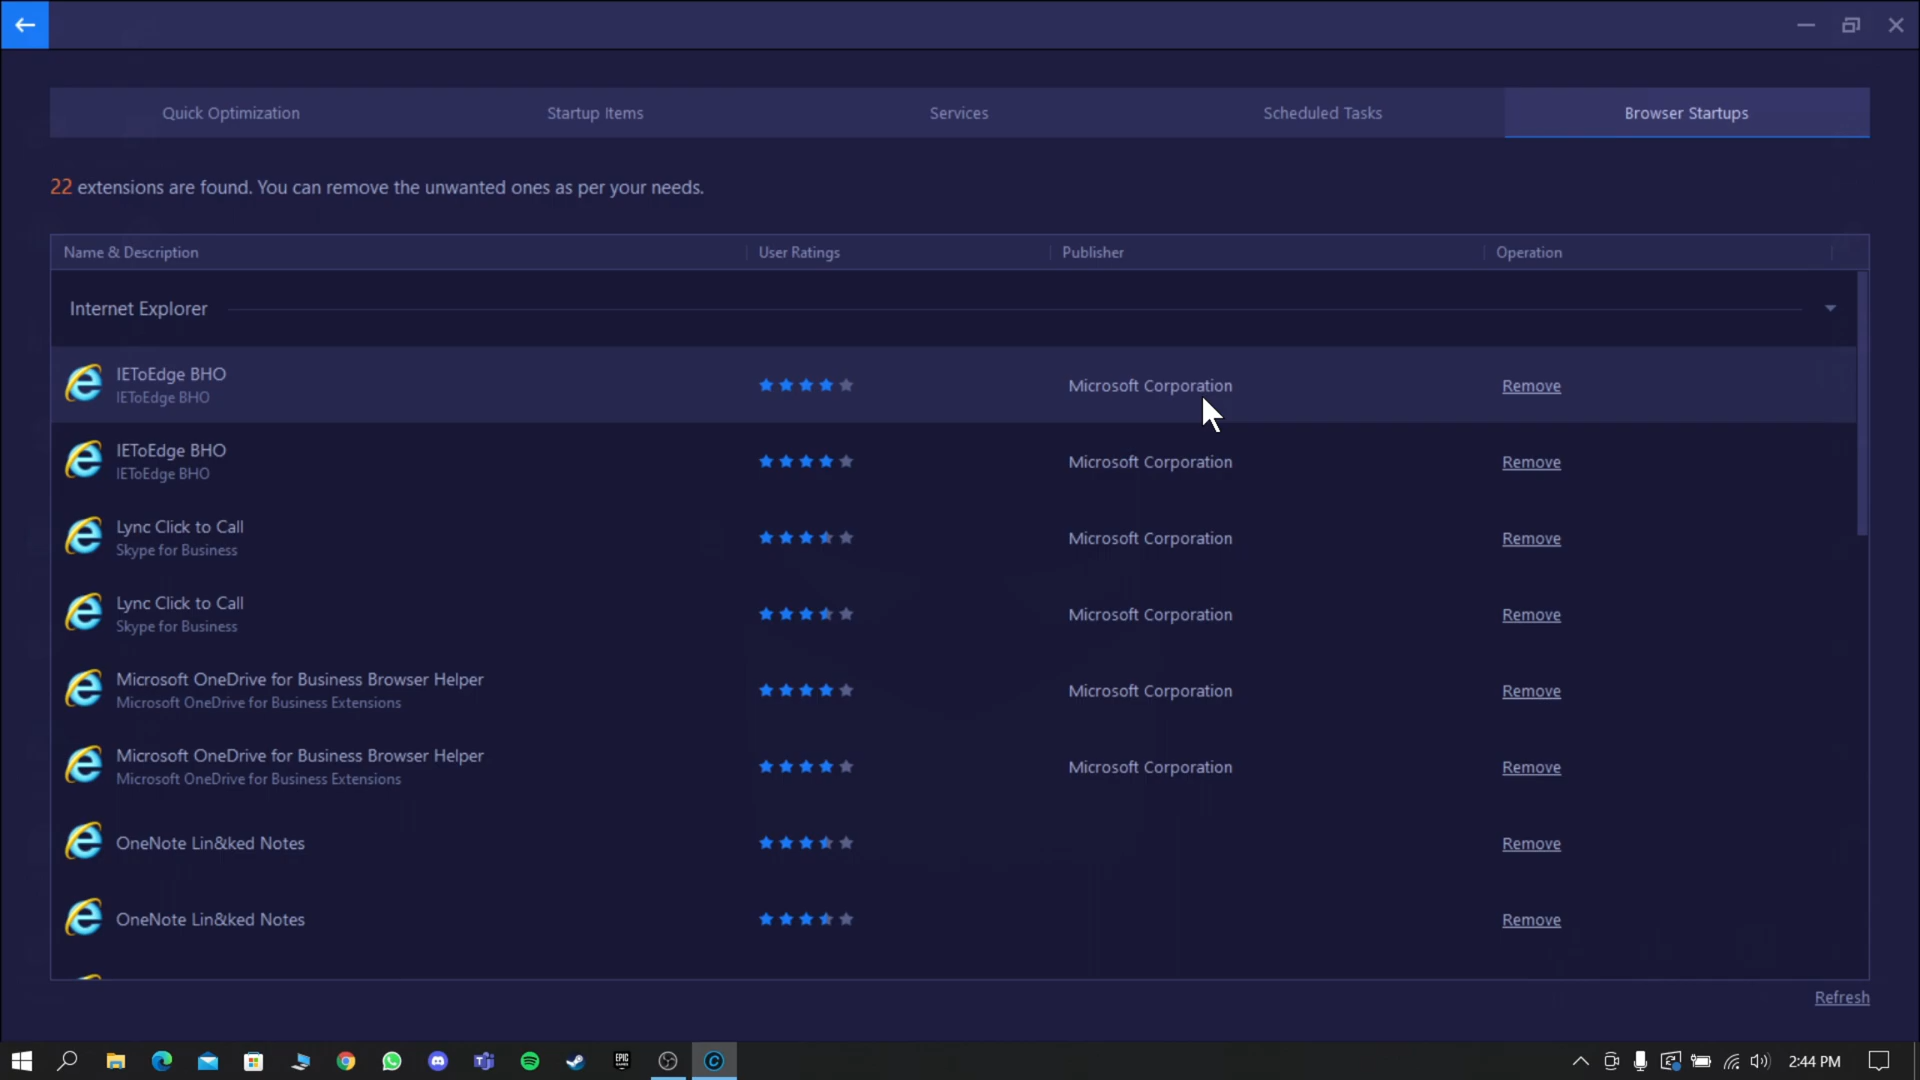 Quick Optimization
Startup Items
Services
Scheduled Tasks
Browser Startups
22 extensions are found. You can remove the unwanted ones as per your needs.
Name & Description
User Ratings
Publisher
Operation
Internet Explorer
IEToEdge BHO
IEToEdge BHO
Microsoft Corporation
Remove
IEToEdge BHO
IEToEdge BHO
Microsoft Corporation
Remove
Lync Click to Call
Skype for Business
Microsoft Corporation
Remove
Lync Click to Call
Skype for Business
Microsoft Corporation
Remove
Microsoft OneDrive for Business Browser Helper
Microsoft OneDrive for Business Extensions
Microsoft Corporation
Remove
Microsoft OneDrive for Business Browser Helper
Microsoft OneDrive for Business Extensions
Microsoft Corporation
Remove
OneNote Lin&ked Notes
Remove
OneNote Lin&ked Notes
Remove
Refresh
EPIC GAMES
2:44 PM